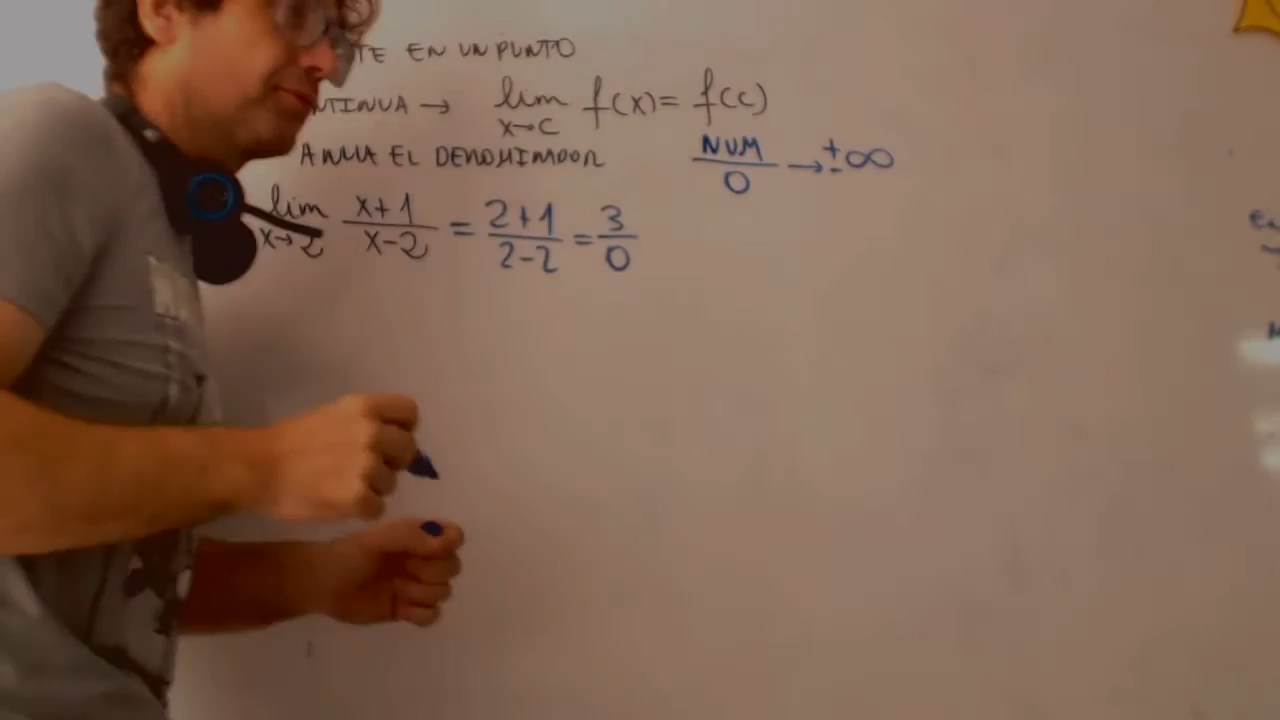 TE EN UN PUNTO
NTINUA → lim x→c f(x) = f(c)
ANULA EL DENOMINADOR NUM/0 → ±∞
lim x→2 (x+1)/(x-2) = (2+1)/(2-2) = 3/0